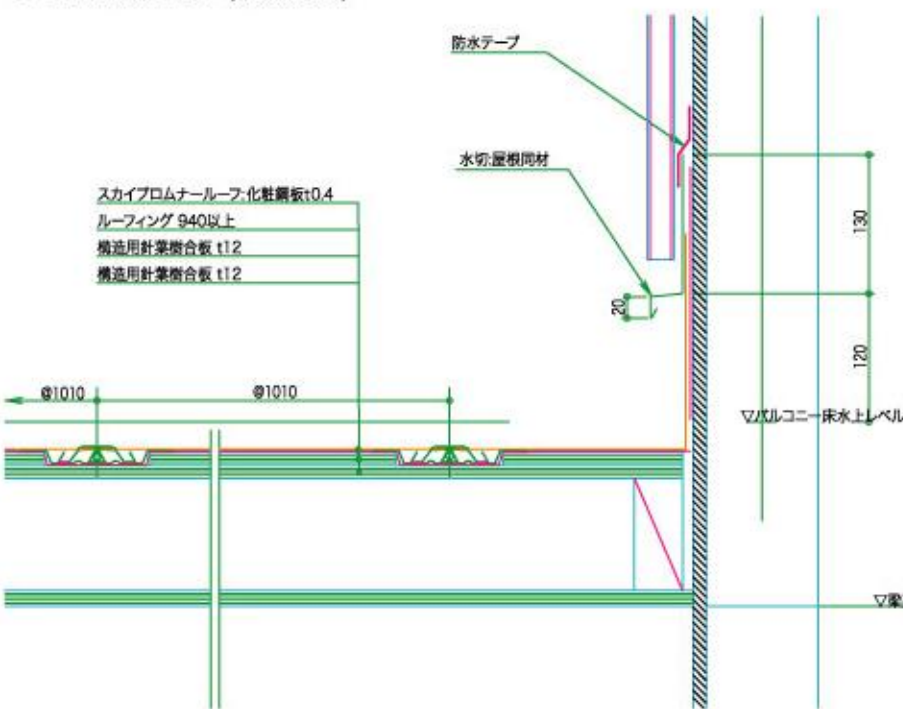 防水テープ
水切:屋根同材
スカイプロムナールーフ:化粧鋼板t0.4
ルーフィング 940以上
構造用針葉樹合板 t12
構造用針葉樹合板 t12
130
20
120
@1010
@1010
▽バルコニー床水上レベル
▽梁